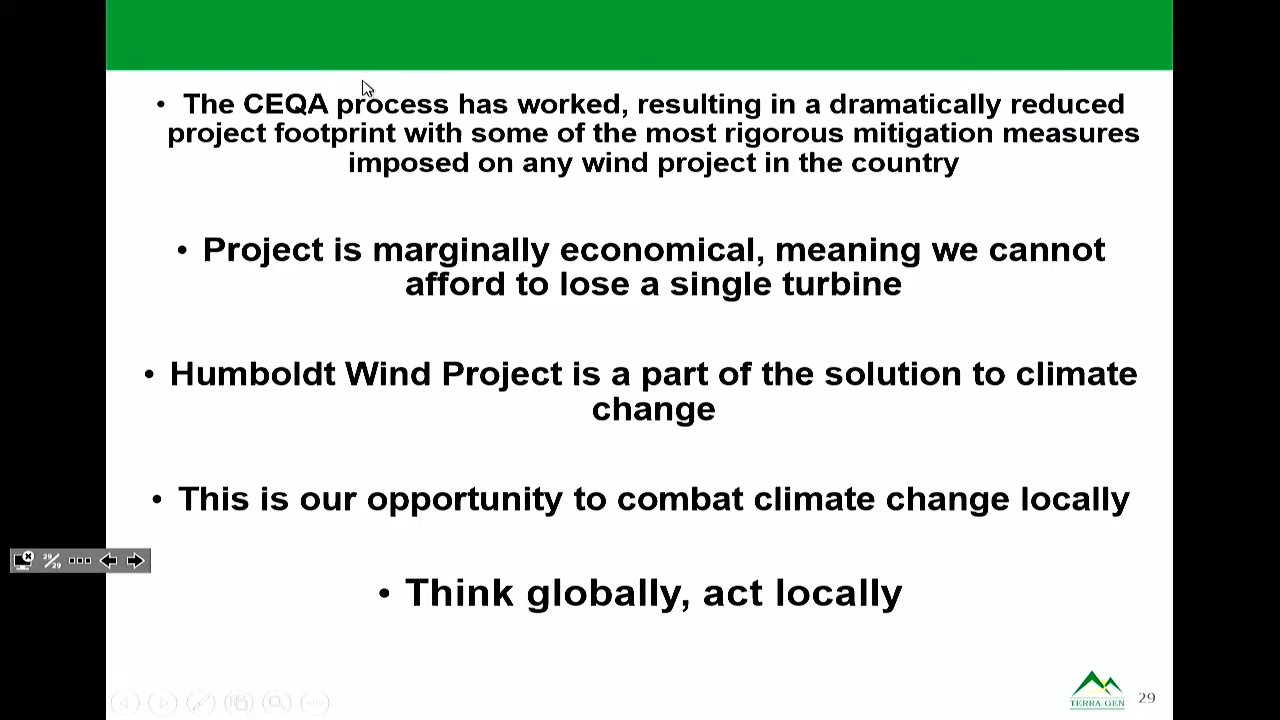 • The CEQA process has worked, resulting in a dramatically reduced
project footprint with some of the most rigorous mitigation measures
imposed on any wind project in the country
• Project is marginally economical, meaning we cannot
afford to lose a single turbine
• Humboldt Wind Project is a part of the solution to climate
change
• This is our opportunity to combat climate change locally
29/29
• Think globally, act locally
TERRA-GEN
29